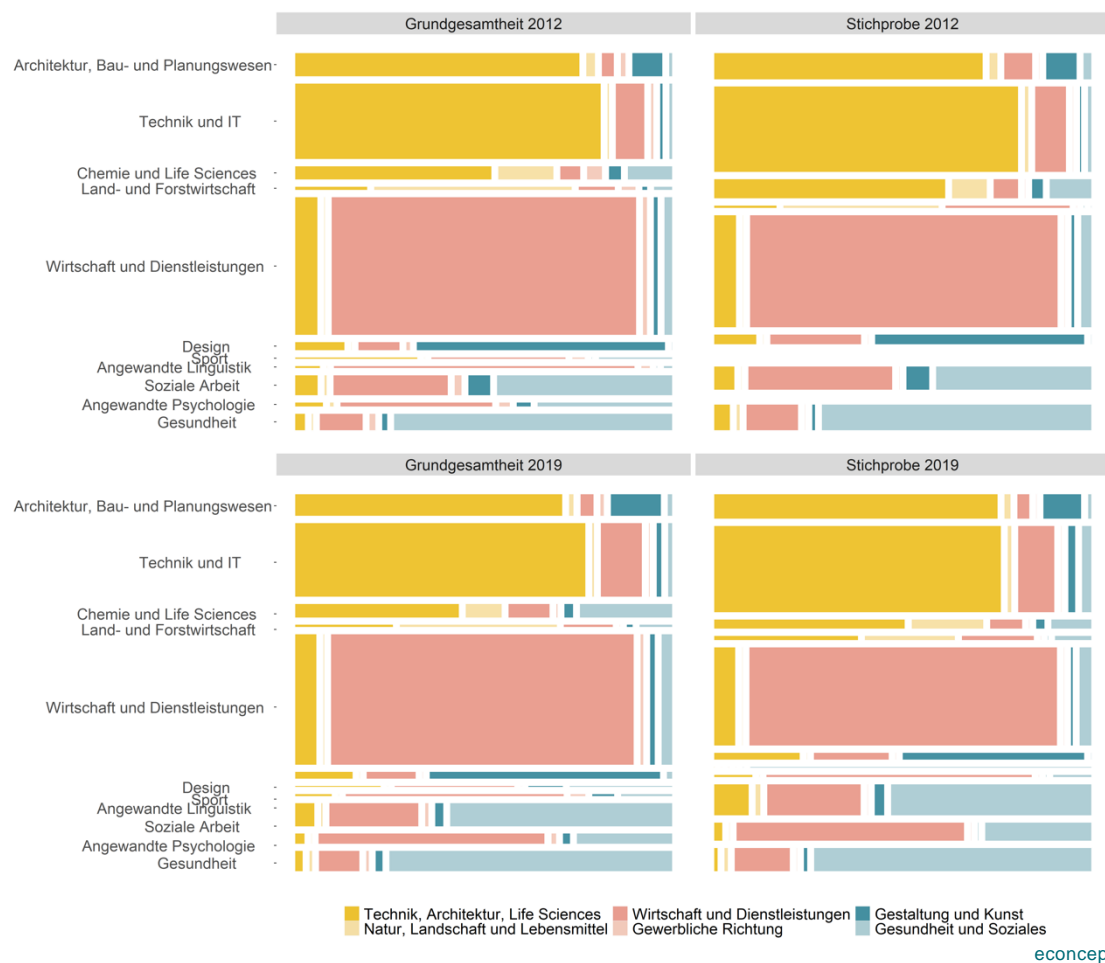 Grundgesamtheit 2012
Stichprobe 2012
Architektur, Bau- und Planungswesen
Technik und IT
Chemie und Life Sciences
Land- und Forstwirtschaft
Wirtschaft und Dienstleistungen
Design
Sport
Angewandte Linguistik
Soziale Arbeit
Angewandte Psychologie
Gesundheit
Grundgesamtheit 2019
Stichprobe 2019
Architektur, Bau- und Planungswesen
Technik und IT
Chemie und Life Sciences
Land- und Forstwirtschaft
Wirtschaft und Dienstleistungen
Design
Sport
Angewandte Linguistik
Soziale Arbeit
Angewandte Psychologie
Gesundheit
Technik, Architektur, Life Sciences
Wirtschaft und Dienstleistungen
Gestaltung und Kunst
Natur, Landschaft und Lebensmittel
Gewerbliche Richtung
Gesundheit und Soziales
econcep